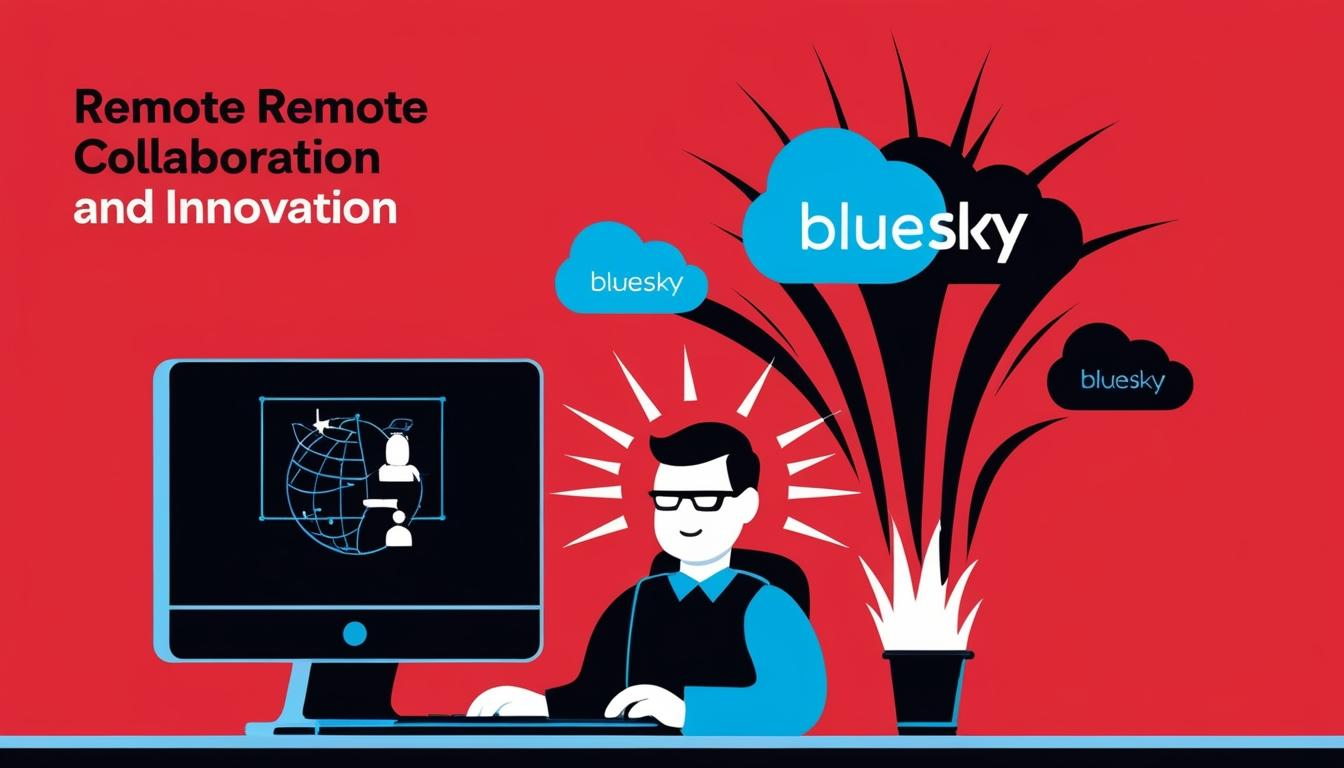 Remote Remote
Collaboration
and Innovation
bluesky
bluesky
bluesky